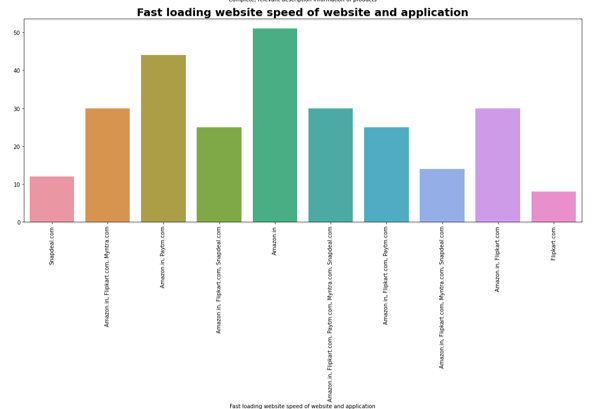 Complete, relevant description information of products
Fast loading website speed of website and application
50
40
30
20
10
0
Snapdeal.com
Amazon.in, Flipkart.com, Myntra.com
Amazon.in, Paytm.com
Amazon.in, Flipkart.com, Snapdeal.com
Amazon.in
Amazon.in, Flipkart.com, Paytm.com, Myntra.com, Snapdeal.com
Amazon.in, Flipkart.com, Paytm.com
Amazon.in, Flipkart.com, Myntra.com, Snapdeal.com
Amazon.in, Flipkart.com
Flipkart.com
Fast loading website speed of website and application